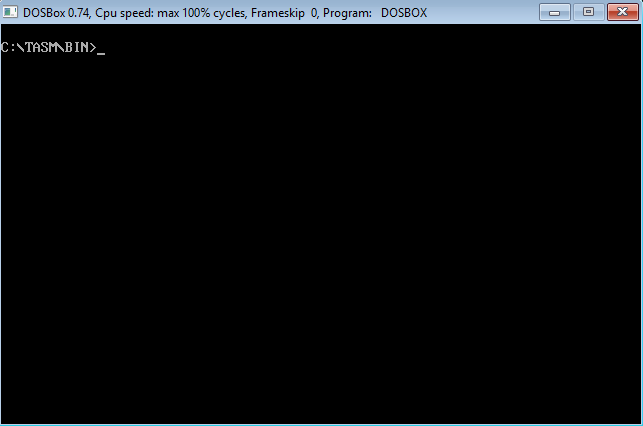 DOSBox 0.74, Cpu speed: max 100% cycles, Frameskip  0, Program:   DOSBOX
C:\TASM\BIN>_